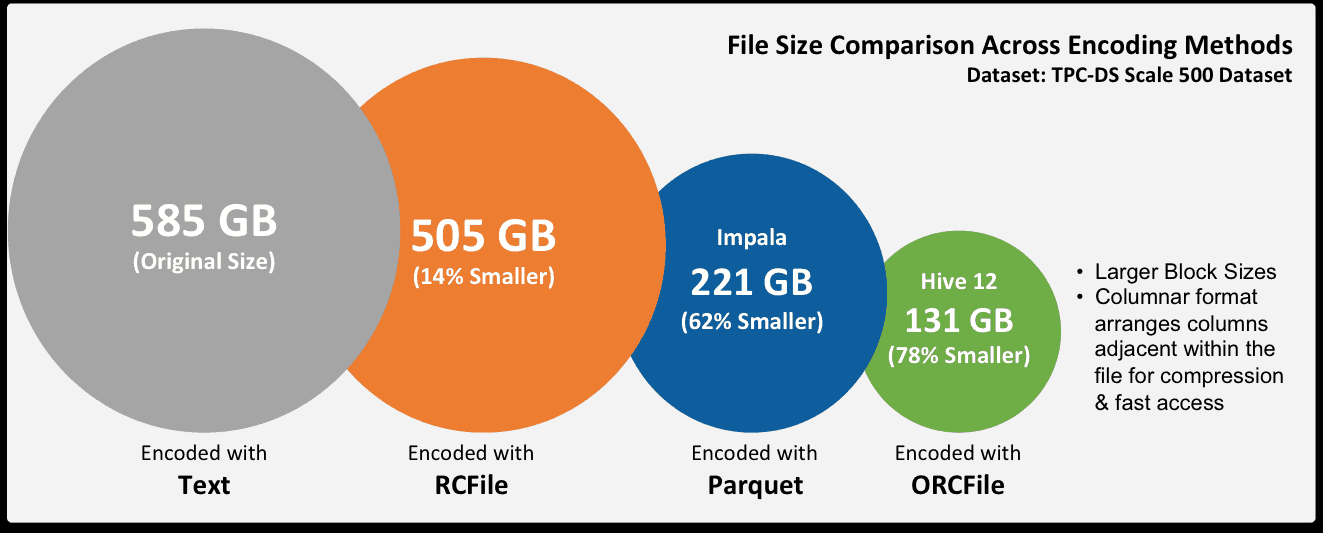 File Size Comparison Across Encoding Methods
Dataset: TPC-DS Scale 500 Dataset
585 GB
(Original Size)
505 GB
(14% Smaller)
Impala
221 GB
(62% Smaller)
Hive 12
131 GB
(78% Smaller)
• Larger Block Sizes
• Columnar format
arranges columns
adjacent within the
file for compression
& fast access
Encoded with
Text
Encoded with
RCFile
Encoded with
Parquet
Encoded with
ORCFile